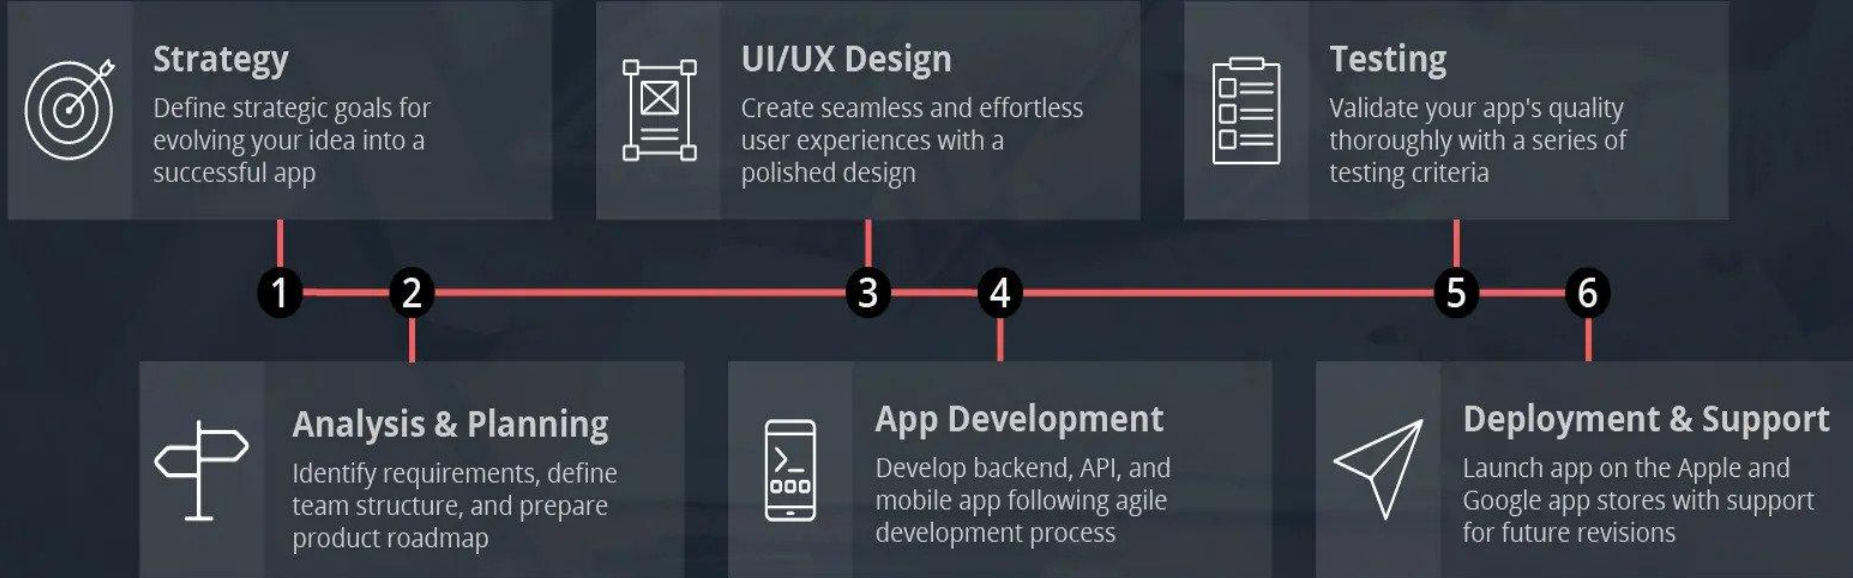 Strategy
Define strategic goals for
evolving your idea into a
successful app
UI/UX Design
Create seamless and effortless
user experiences with a
polished design
Testing
Validate your app's quality
thoroughly with a series of
testing criteria
1
2
3
4
5
6
Analysis & Planning
Identify requirements, define
team structure, and prepare
product roadmap
App Development
Develop backend, API, and
mobile app following agile
development process
Deployment & Support
Launch app on the Apple and
Google app stores with support
for future revisions